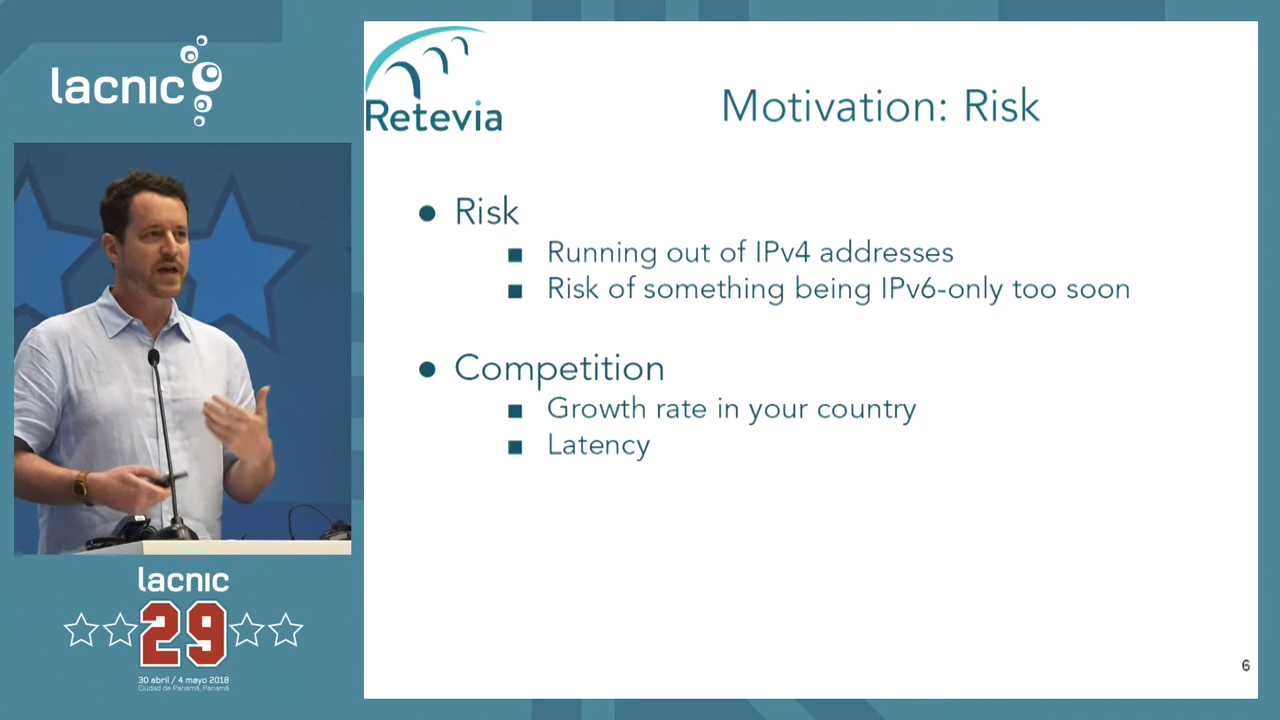 lacnic
Retevia
Motivation: Risk
● Risk
■ Running out of IPv4 addresses
■ Risk of something being IPv6-only too soon
● Competition
■ Growth rate in your country
■ Latency
lacnic
29
30 abril / 4 mayo 2018
Ciudad de Panamá, Panamá
6